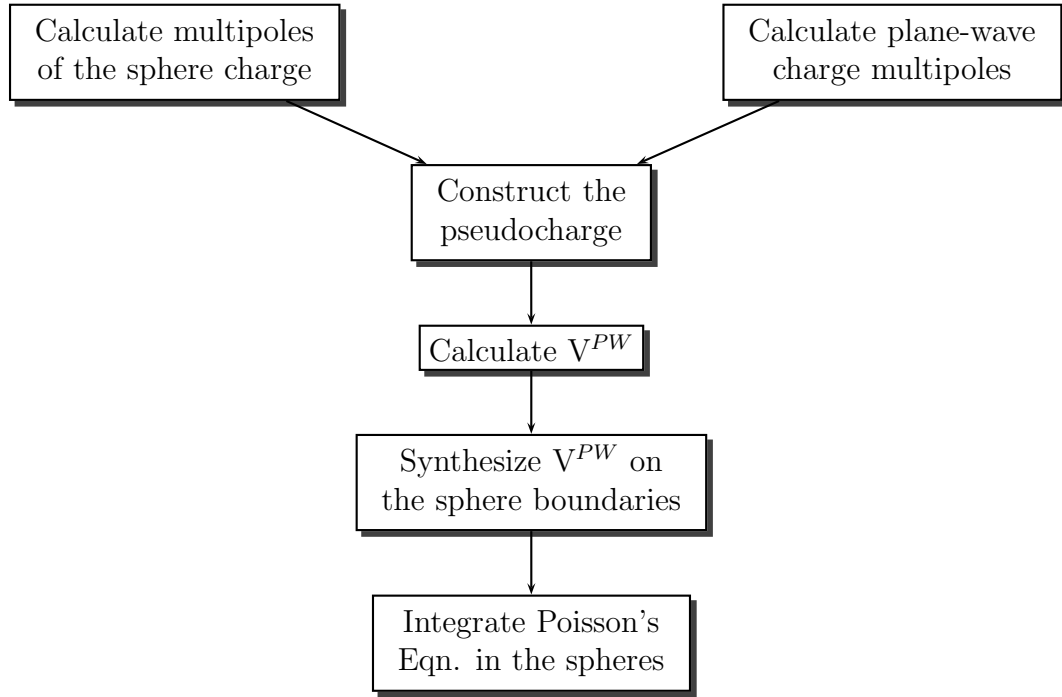 Calculate multipoles
of the sphere charge
Calculate plane-wave
charge multipoles
Construct the
pseudocharge
Calculate V^{PW}
Synthesize V^{PW} on
the sphere boundaries
Integrate Poisson's
Eqn. in the spheres